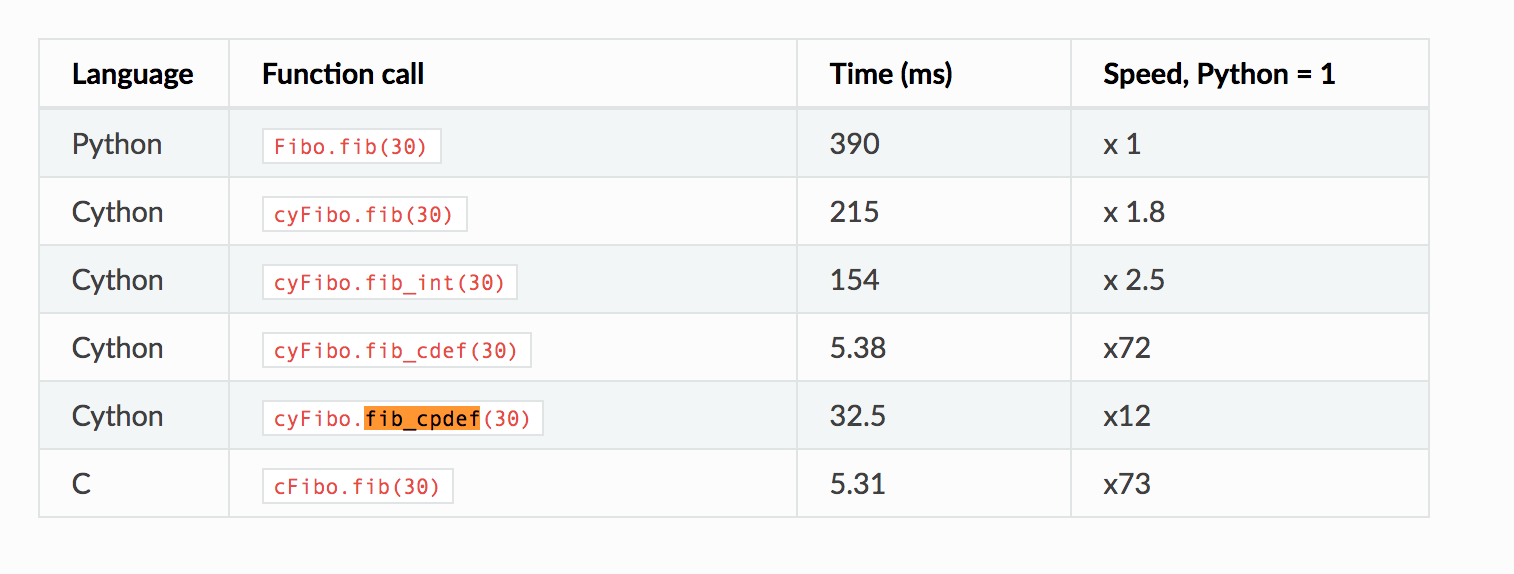 Language Function call Time (ms) Speed, Python = 1
Python Fibo.fib(30) 390 x 1
Cython cyFibo.fib(30) 215 x 1.8
Cython cyFibo.fib_int(30) 154 x 2.5
Cython cyFibo.fib_cdef(30) 5.38 x72
Cython cyFibo.fib_cpdef(30) 32.5 x12
C cFibo.fib(30) 5.31 x73